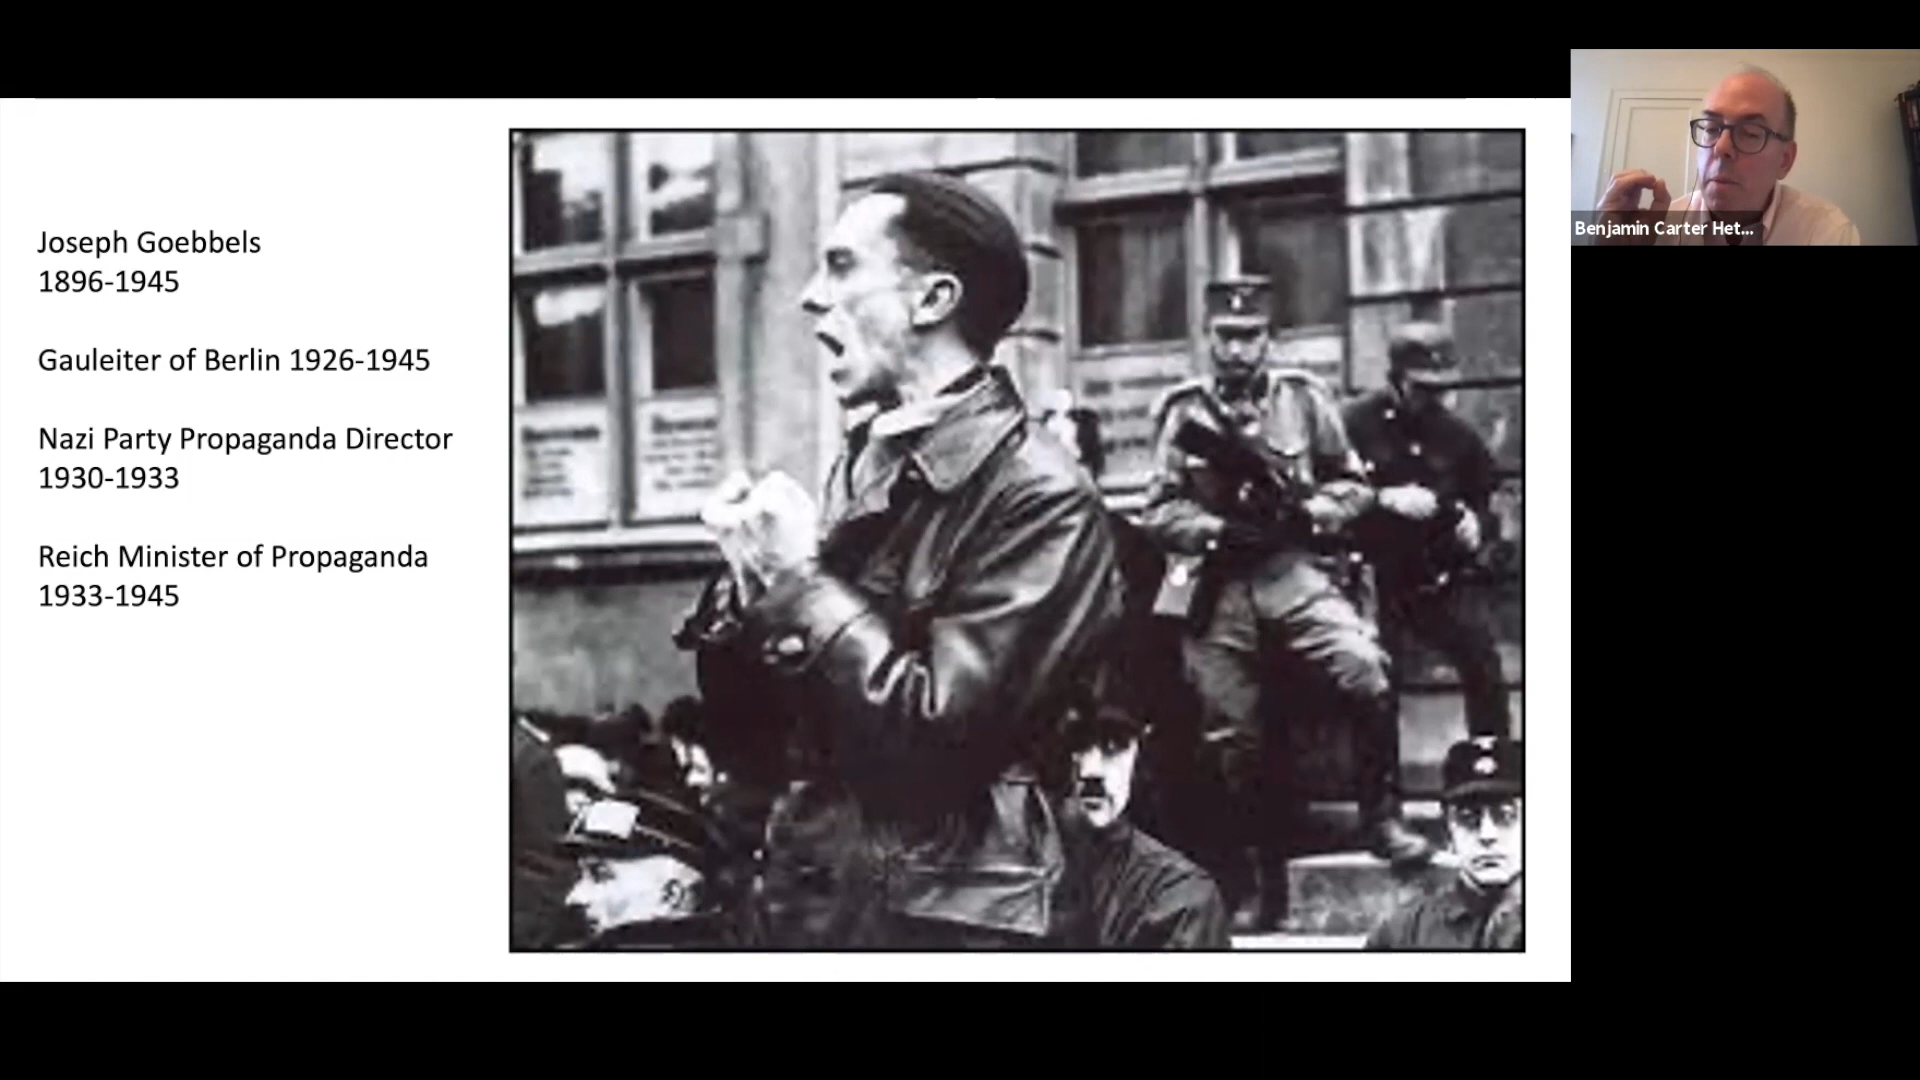 Joseph Goebbels
1896-1945
Gauleiter of Berlin 1926-1945
Nazi Party Propaganda Director
1930-1933
Reich Minister of Propaganda
1933-1945
Benjamin Carter Het...